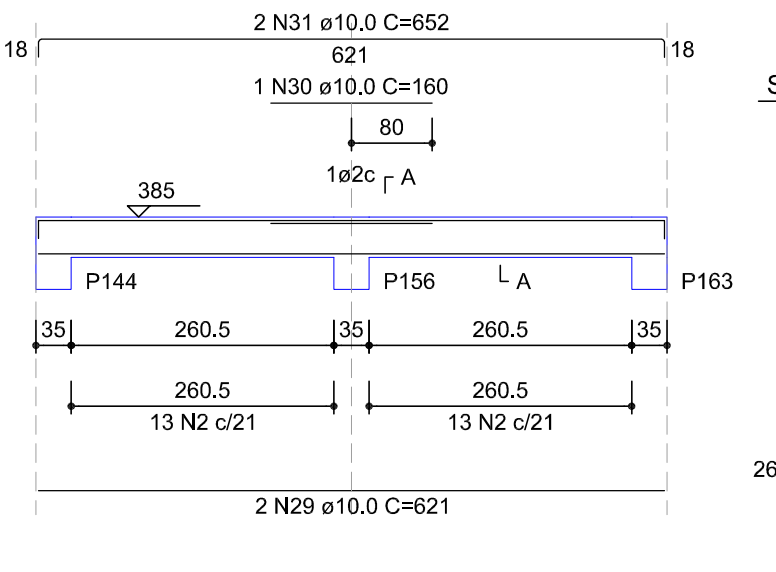 2 N31 ø10.0 C=652
18
621
18
1 N30 ø10.0 C=160
80
1ø2c
A
385
P144
P156
A
P163
35
260.5
35
260.5
35
260.5
260.5
13 N2 c/21
13 N2 c/21
26
2 N29 ø10.0 C=621